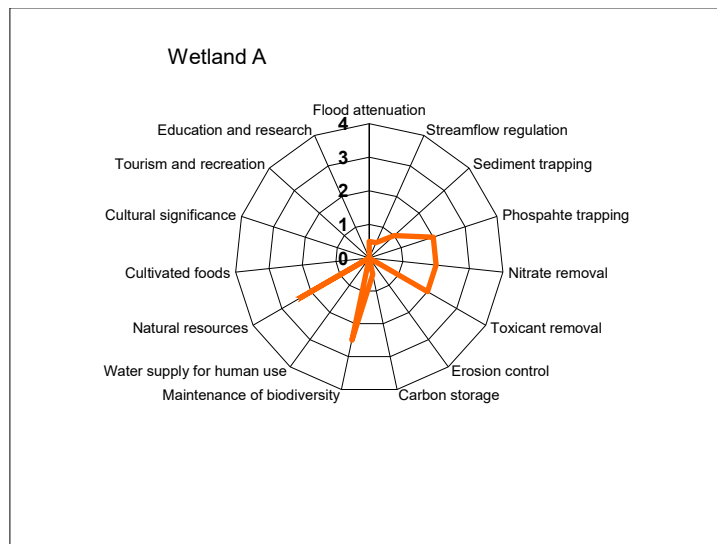 Wetland A
Flood attenuation
4
Education and research
Streamflow regulation
3
Tourism and recreation
Sediment trapping
2
Cultural significance
Phospahte trapping
1
0
Cultivated foods
Nitrate removal
Natural resources
Toxicant removal
Water supply for human use
Erosion control
Maintenance of biodiversity
Carbon storage